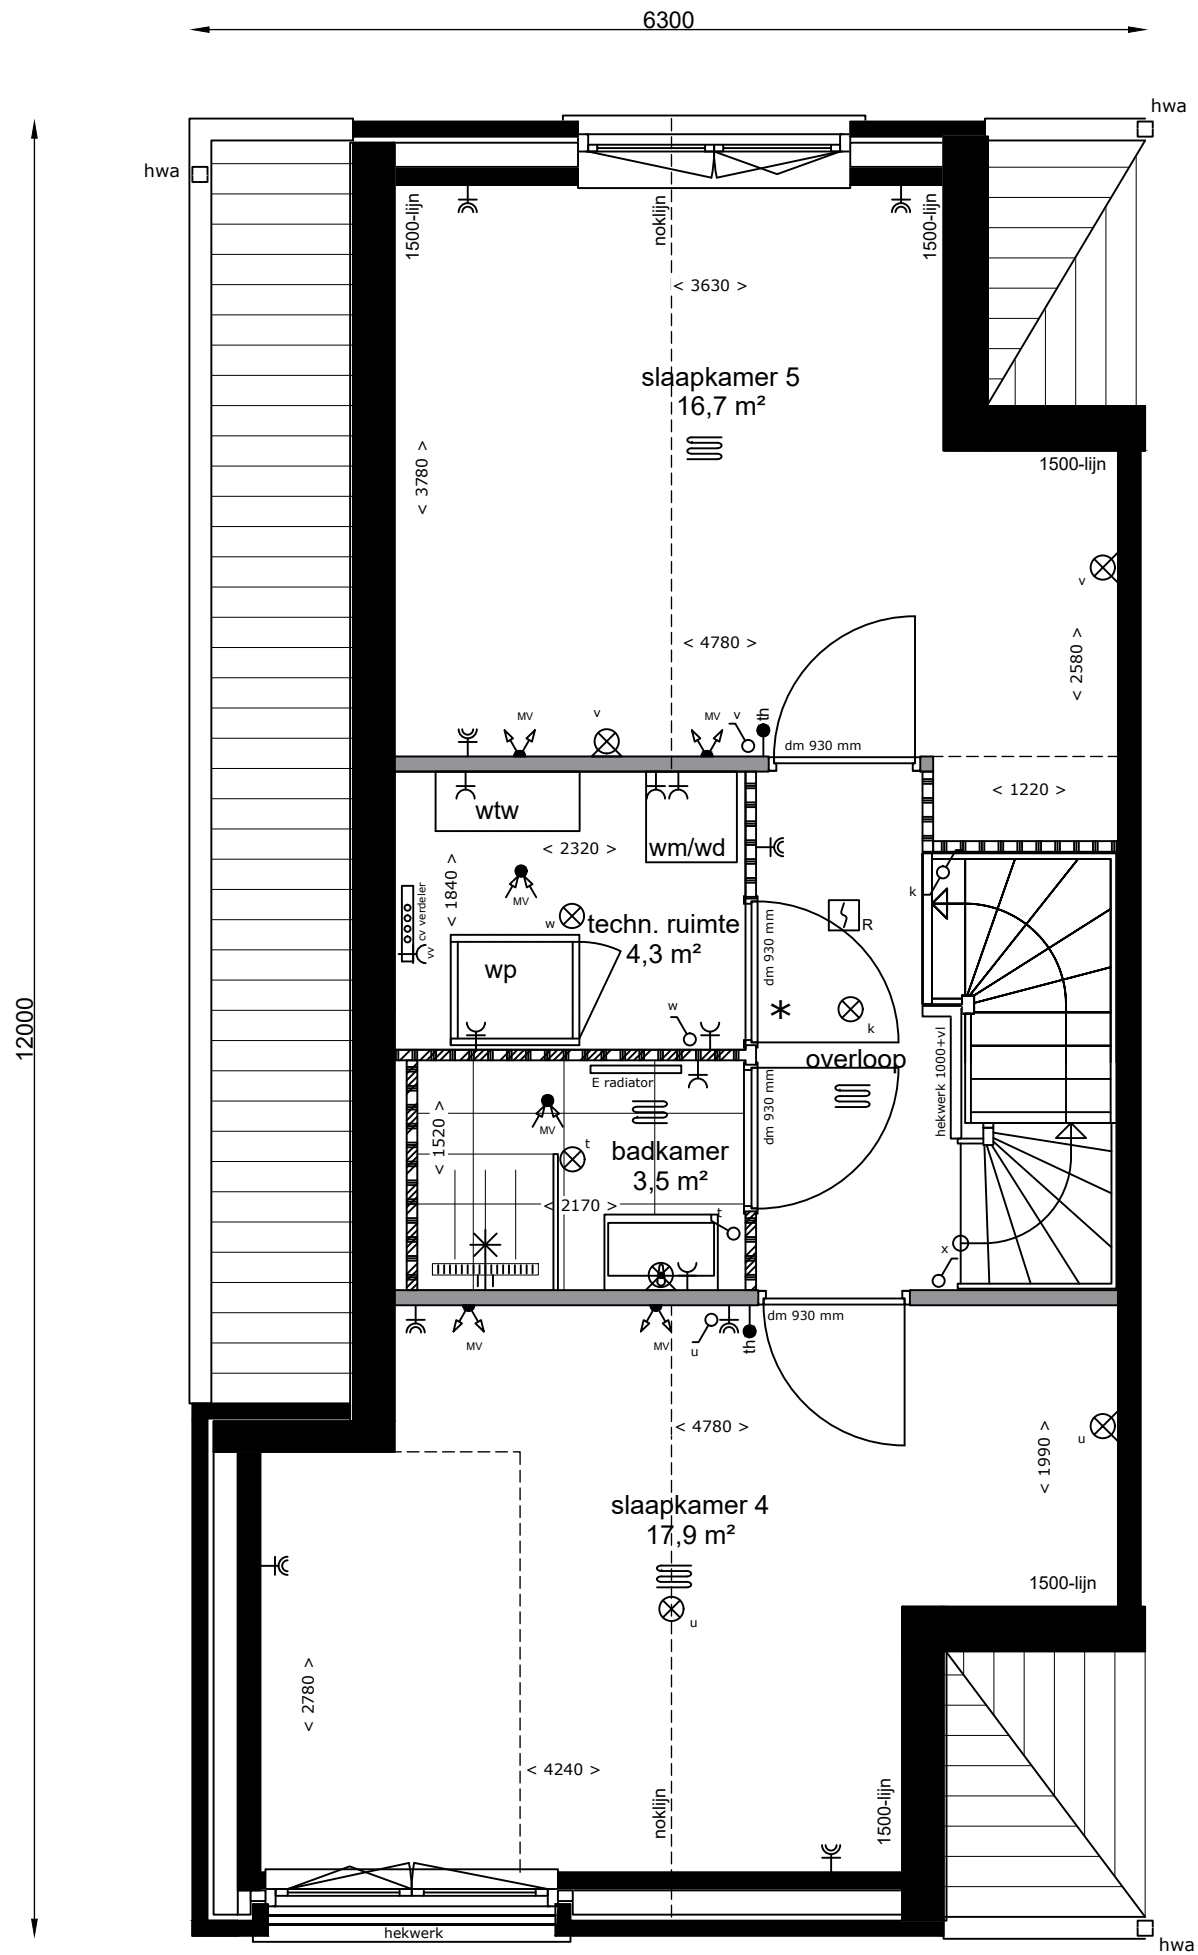 6300
hwa
hwa
1500-lijn
noklijn
1500-lijn
< 3630 >
slaapkamer 5
16,7 m²
< 3780 >
1500-lijn
v
< 2580 >
< 4780 >
MV
v
MV
v
th
dm 930 mm
< 1220 >
wtw
wm/wd
< 2320 >
< 1840 >
MV
k
cv verdeler
vv
w
techn. ruimte
4,3 m²
dm 930 mm
R
wp
w
*
k
12000
overloop
hekwerk 1000+vl
E radiator
dm 930 mm
MV
< 1520 >
t
badkamer
3,5 m²
< 2170 >
t
x
dm 930 mm
MV
MV
u
th
< 4780 >
u
< 1990 >
slaapkamer 4
17,9 m²
1500-lijn
u
< 2780 >
< 4240 >
noklijn
1500-lijn
hekwerk
hwa